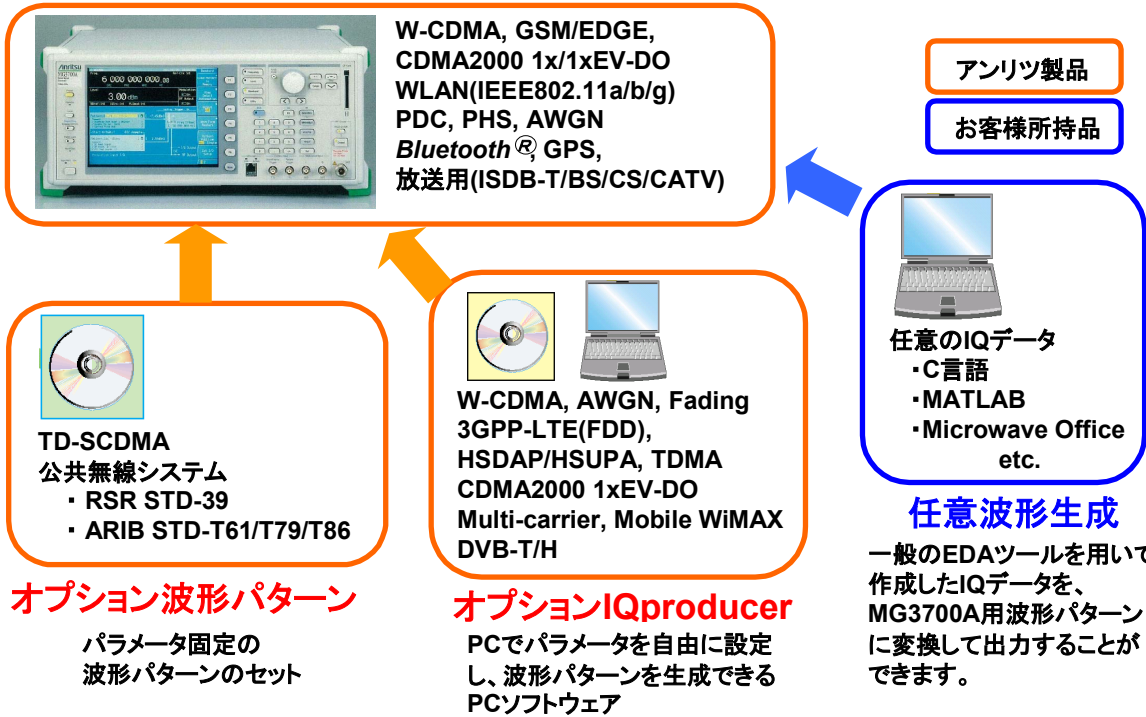 W-CDMA, GSM/EDGE,
CDMA2000 1x/1xEV-DO
WLAN(IEEE802.11a/b/g)
PDC, PHS, AWGN
Bluetooth®, GPS,
放送用(ISDB-T/BS/CS/CATV)
Anritsu
MG3700A
6 000 000 000.00
3.00 dBm
アンリツ製品
お客様所持品
TD-SCDMA
公共無線システム
・ RSR STD-39
・ ARIB STD-T61/T79/T86
オプション波形パターン
パラメータ固定の
波形パターンのセット
W-CDMA, AWGN, Fading
3GPP-LTE(FDD),
HSDAP/HSUPA, TDMA
CDMA2000 1xEV-DO
Multi-carrier, Mobile WiMAX
DVB-T/H
オプションIQproducer
PCでパラメータを自由に設定
し、波形パターンを生成できる
PCソフトウェア
任意のIQデータ
・C言語
・MATLAB
・Microwave Office
etc.
任意波形生成
一般のEDAツールを用いて
作成したIQデータを、
MG3700A用波形パターン
に変換して出力することが
できます。